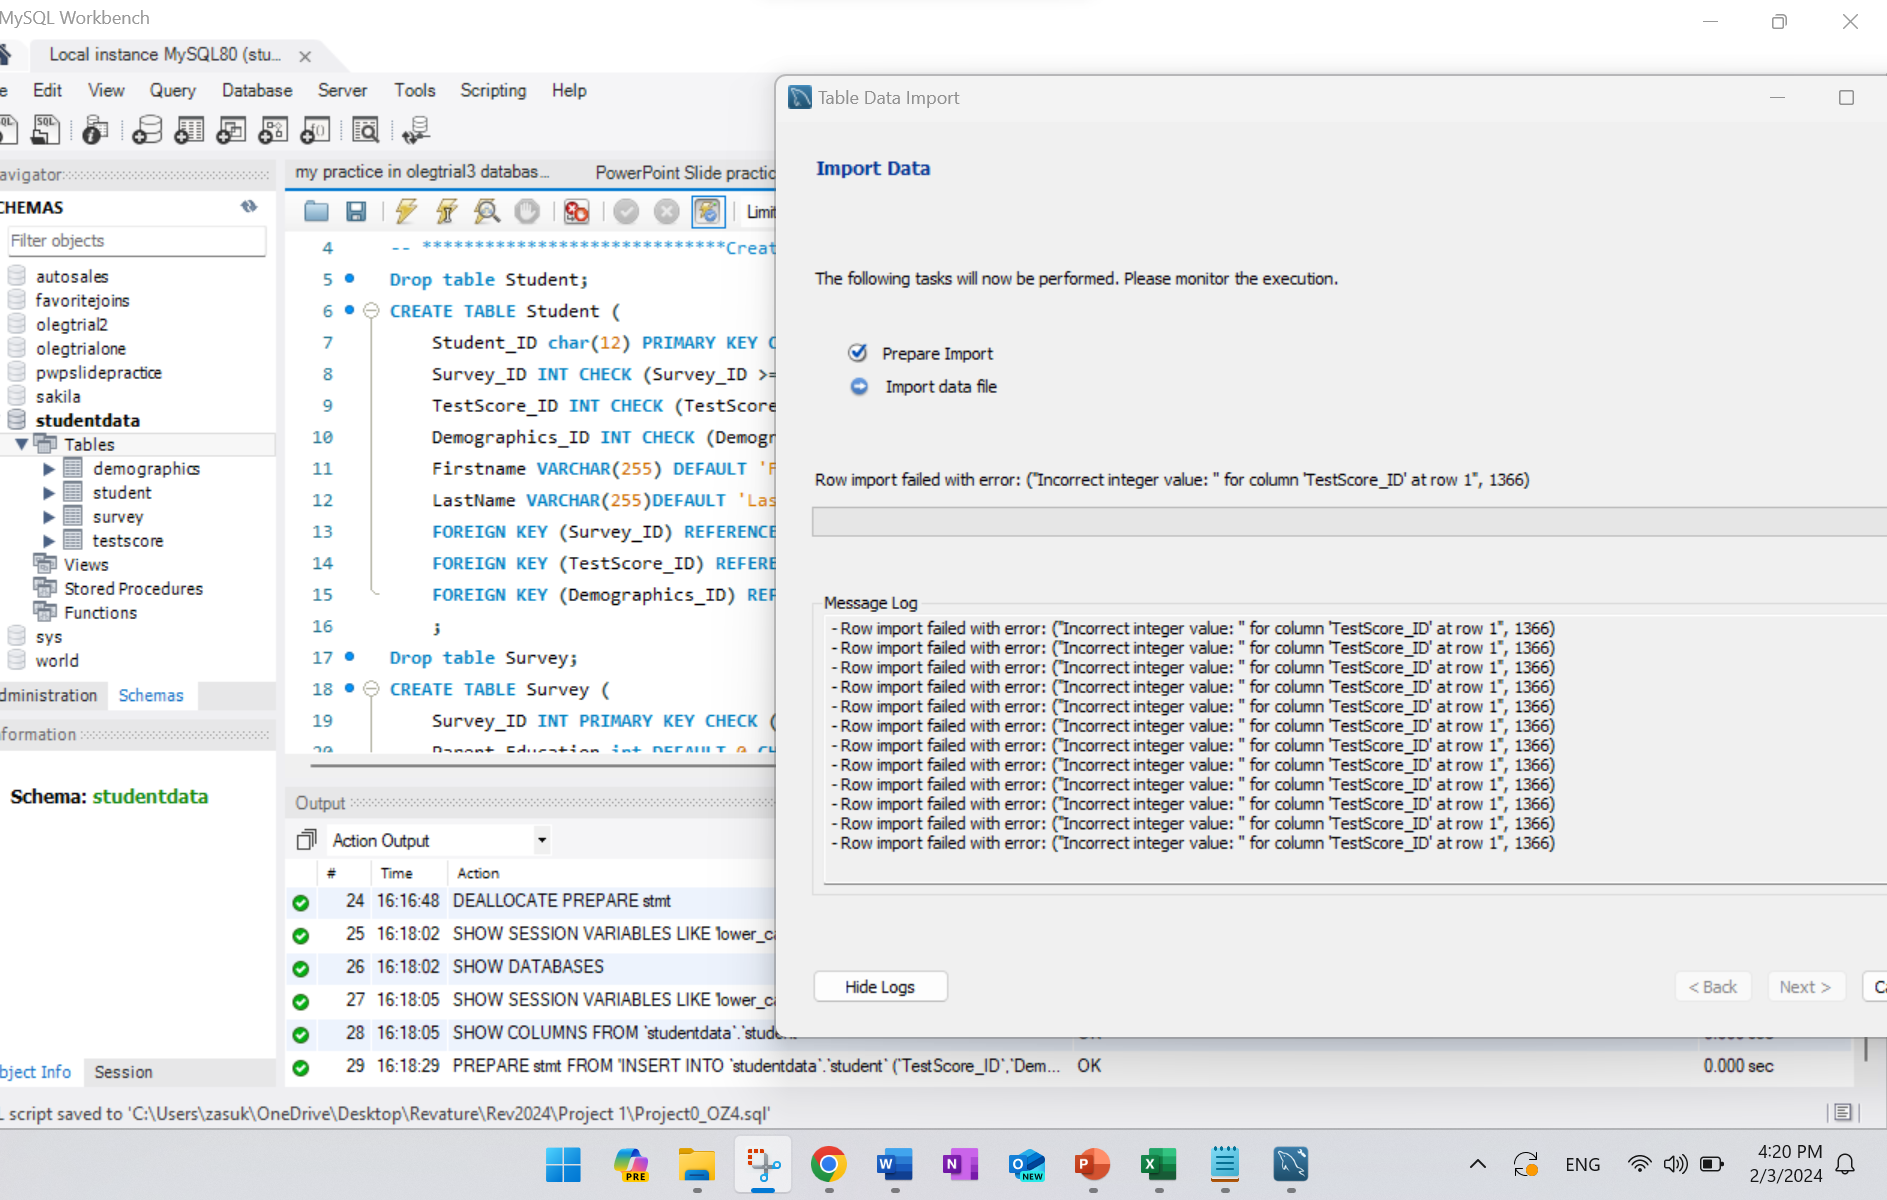 MySQL Workbench
Local instance MySQL80 (stu...
Edit View Query Database Server Tools Scripting Help
Table Data Import
Import Data
The following tasks will now be performed. Please monitor the execution.
Prepare Import
Import data file
Row import failed with error: ("Incorrect integer value: '' for column 'TestScore_ID' at row 1", 1366)
Message Log
- Row import failed with error: ("Incorrect integer value: '' for column 'TestScore_ID' at row 1", 1366)
- Row import failed with error: ("Incorrect integer value: '' for column 'TestScore_ID' at row 1", 1366)
- Row import failed with error: ("Incorrect integer value: '' for column 'TestScore_ID' at row 1", 1366)
- Row import failed with error: ("Incorrect integer value: '' for column 'TestScore_ID' at row 1", 1366)
- Row import failed with error: ("Incorrect integer value: '' for column 'TestScore_ID' at row 1", 1366)
- Row import failed with error: ("Incorrect integer value: '' for column 'TestScore_ID' at row 1", 1366)
- Row import failed with error: ("Incorrect integer value: '' for column 'TestScore_ID' at row 1", 1366)
- Row import failed with error: ("Incorrect integer value: '' for column 'TestScore_ID' at row 1", 1366)
- Row import failed with error: ("Incorrect integer value: '' for column 'TestScore_ID' at row 1", 1366)
- Row import failed with error: ("Incorrect integer value: '' for column 'TestScore_ID' at row 1", 1366)
- Row import failed with error: ("Incorrect integer value: '' for column 'TestScore_ID' at row 1", 1366)
- Row import failed with error: ("Incorrect integer value: '' for column 'TestScore_ID' at row 1", 1366)
Hide Logs
< Back Next > Ca
avigator
CHEMAS
Filter objects
autosales
favoritejoins
olegtrial2
olegtrialone
pwpslidepractice
sakila
studentdata
Tables
demographics
student
survey
testscore
Views
Stored Procedures
Functions
sys
world
dministration Schemas
formation
Schema: studentdata
bject Info Session
my practice in olegtrial3 databas... PowerPoint Slide practic
Limit
4 -- *****************************Creat
5 Drop table Student;
6 CREATE TABLE Student (
7 Student_ID char(12) PRIMARY KEY C
8 Survey_ID INT CHECK (Survey_ID >=
9 TestScore_ID INT CHECK (TestScore
10 Demographics_ID INT CHECK (Demogr
11 Firstname VARCHAR(255) DEFAULT 'F
12 LastName VARCHAR(255)DEFAULT 'Las
13 FOREIGN KEY (Survey_ID) REFERENCE
14 FOREIGN KEY (TestScore_ID) REFERE
15 FOREIGN KEY (Demographics_ID) REF
16 ;
17 Drop table Survey;
18 CREATE TABLE Survey (
19 Survey_ID INT PRIMARY KEY CHECK (
20 Parent_Education int DEFAULT 0 CH
Output
Action Output
# Time Action
24 16:16:48 DEALLOCATE PREPARE stmt
25 16:18:02 SHOW SESSION VARIABLES LIKE 'lower_ca
26 16:18:02 SHOW DATABASES
27 16:18:05 SHOW SESSION VARIABLES LIKE 'lower_ca
28 16:18:05 SHOW COLUMNS FROM `studentdata`.`stude OK 0.000 sec
29 16:18:29 PREPARE stmt FROM 'INSERT INTO `studentdata`.`student` (`TestScore_ID`,`Dem... OK 0.000 sec
L script saved to 'C:\Users\zasuk\OneDrive\Desktop\Revature\Rev2024\Project 1\Project0_OZ4.sql'
PRE
NEW
ENG
4:20 PM
2/3/2024